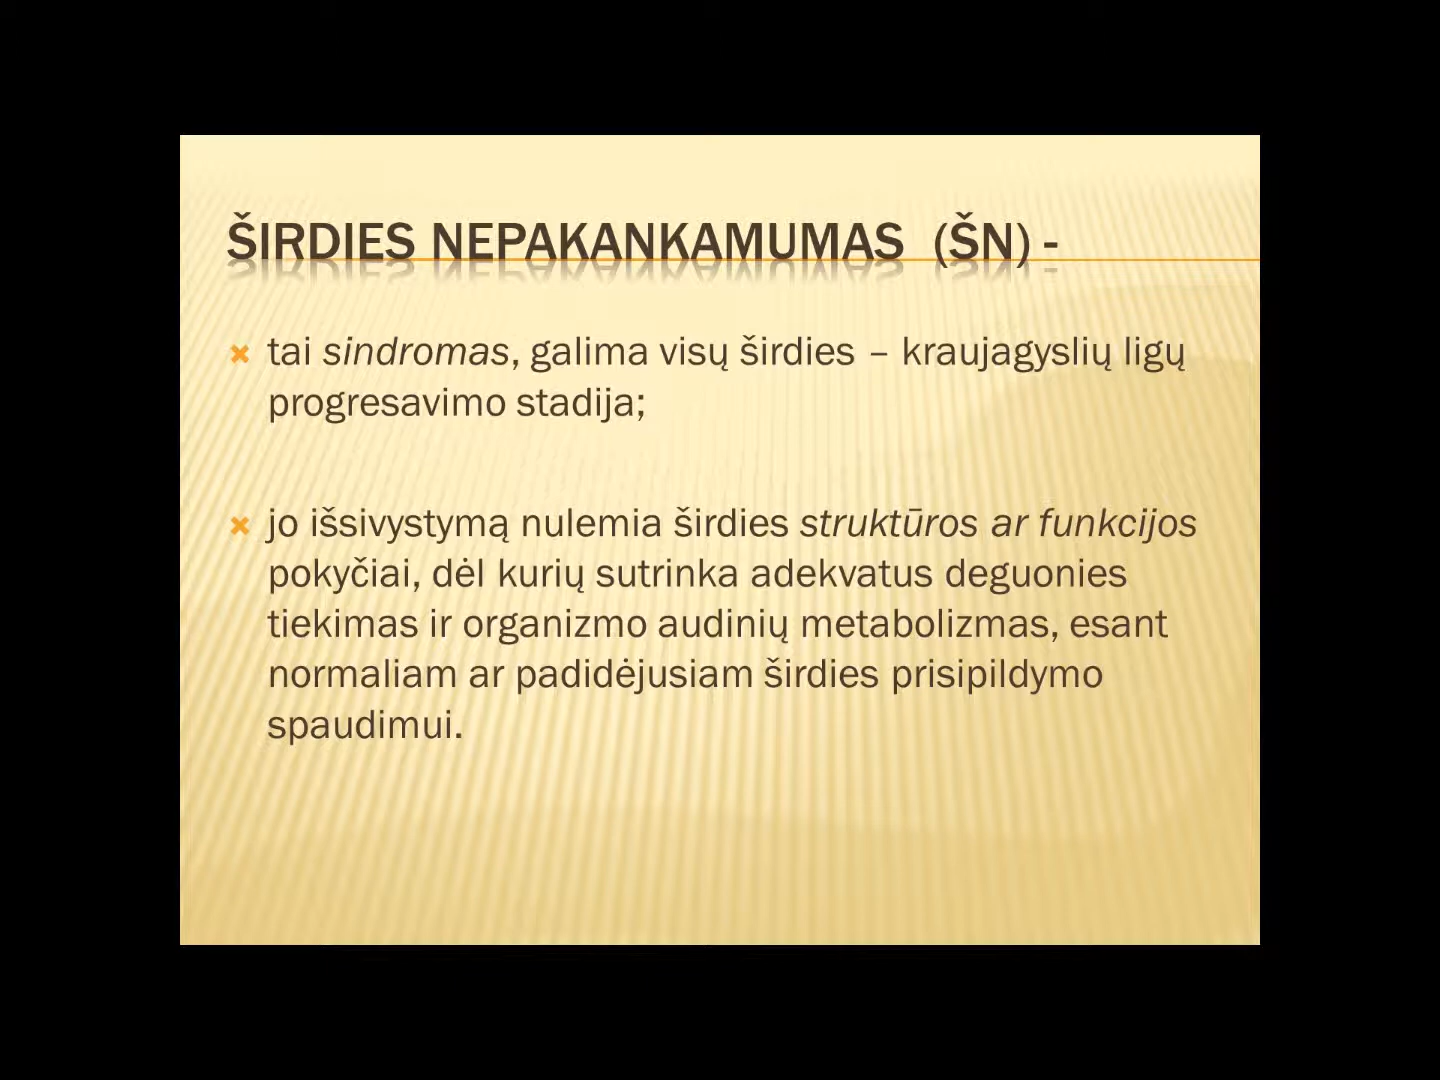 ŠIRDIES NEPAKANKAMUMAS (ŠN) -
tai sindromas, galima visų širdies – kraujagyslių ligų
progresavimo stadija;
jo išsivystymą nulemia širdies struktūros ar funkcijos
pokyčiai, dėl kurių sutrinka adekvatus deguonies
tiekimas ir organizmo audinių metabolizmas, esant
normaliam ar padidėjusiam širdies prisipildymo
spaudimui.